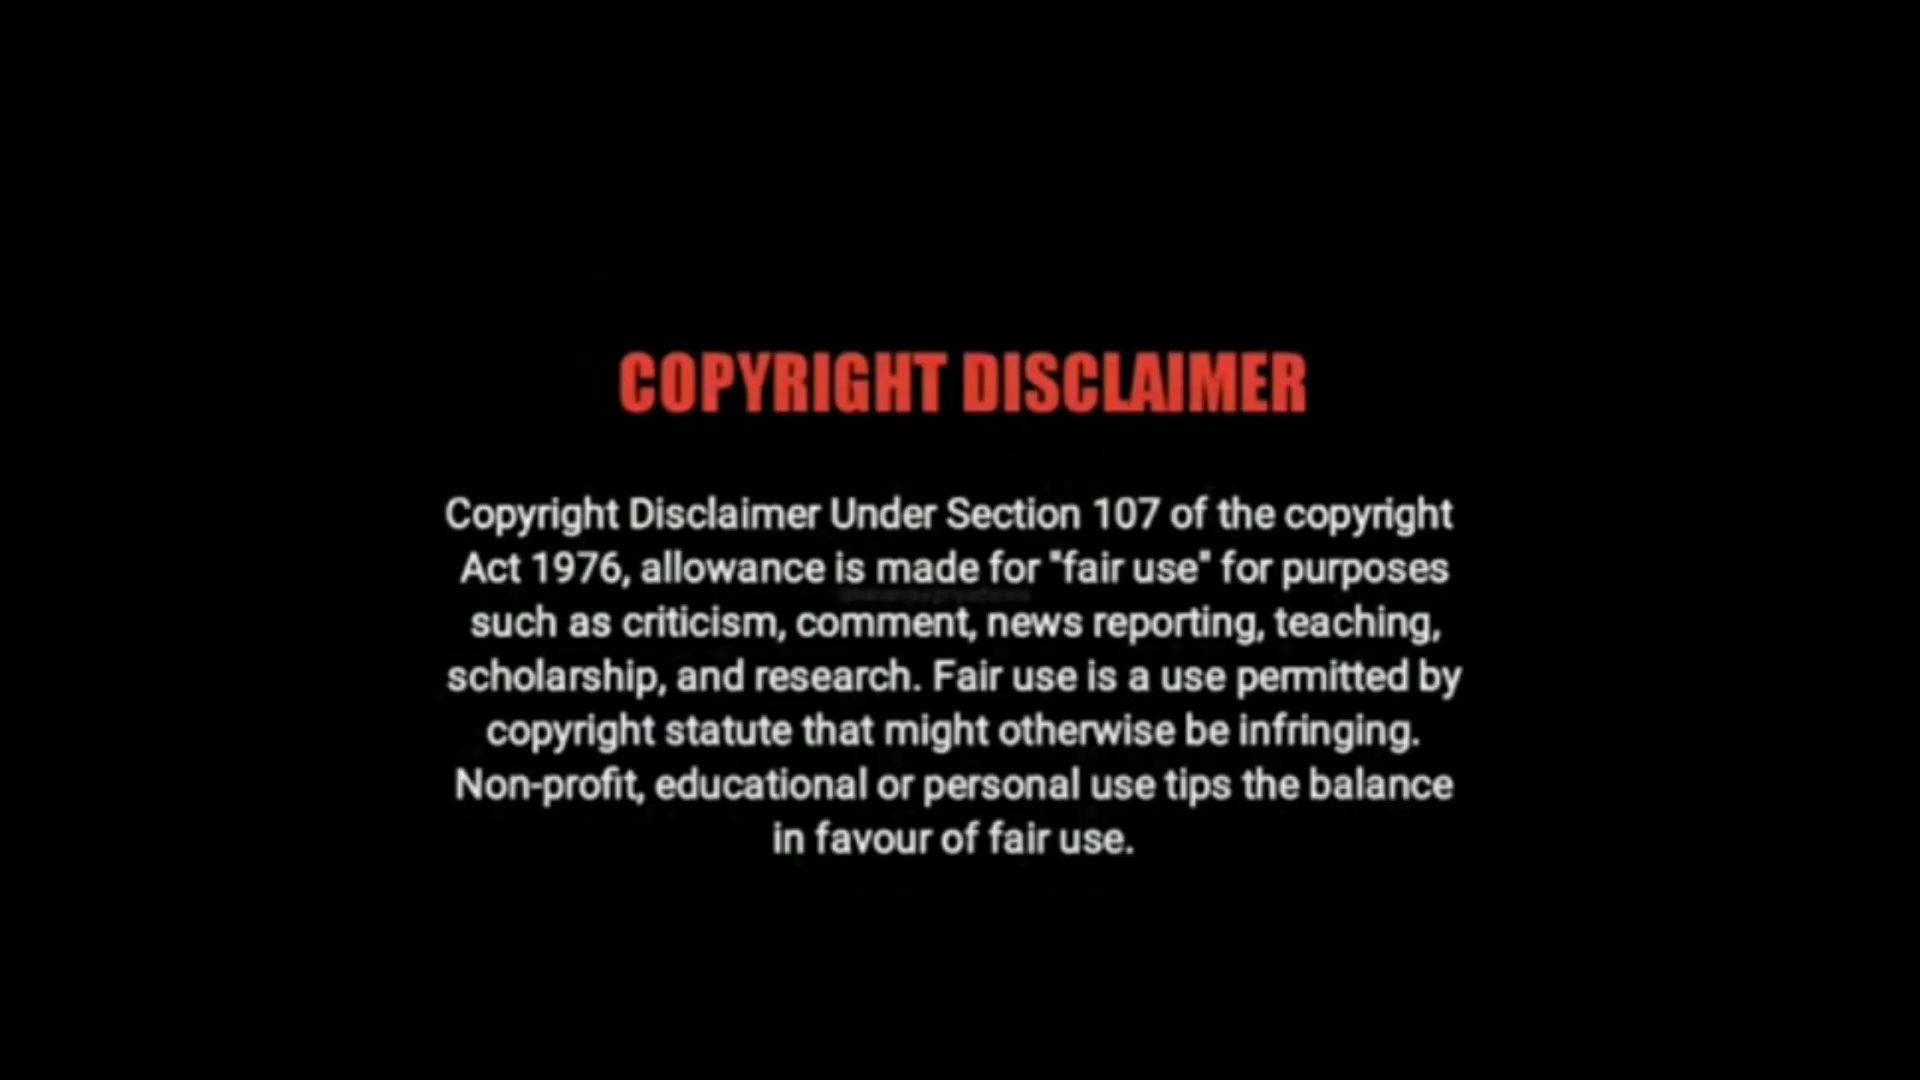 COPYRIGHT DISCLAIMER
Copyright Disclaimer Under Section 107 of the copyright
Act 1976, allowance is made for "fair use" for purposes
such as criticism, comment, news reporting, teaching,
scholarship, and research. Fair use is a use permitted by
copyright statute that might otherwise be infringing.
Non-profit, educational or personal use tips the balance
in favour of fair use.